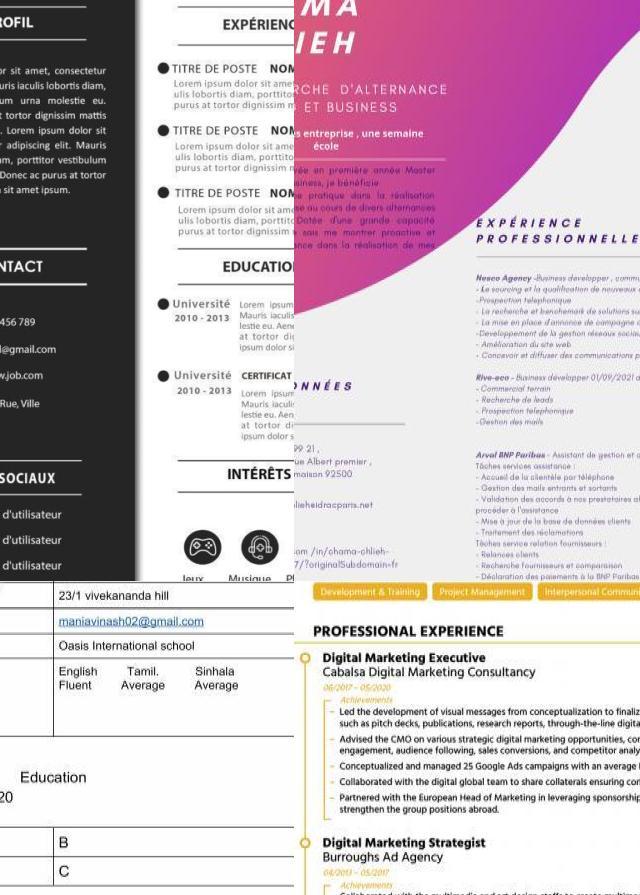 ROFIL
or sit amet, consectetur
uris iaculis lobortis diam,
um urna molestie eu.
t tortor dignissim mattis
. Lorem ipsum dolor sit
r adipiscing elit. Mauris
am, porttitor vestibulum
Donec ac purus at tortor
s sit amet ipsum.
NTACT
456 789
l@gmail.com
w.job.com
Rue, Ville
SOCIAUX
d'utilisateur
d'utilisateur
d'utilisateur
EXPÉRIENC
TITRE DE POSTE NOM
Lorem ipsum dolor sit ame
ulis lobortis diam, porttito
purus at tortor dignissim m
TITRE DE POSTE NOM
Lorem ipsum dolor sit ame
ulis lobortis diam, porttito
purus at tortor dignissim m
TITRE DE POSTE NOM
Lorem ipsum dolor sit ame
ulis lobortis diam, porttitor
purus at tortor dignissim m
EDUCATIO
Université
2010 - 2013
Lorem ipsum
Mauris iaculis
lestie eu. Aene
at tortor dig
ipsum dolor si
Université
2010 - 2013
CERTIFICAT
Lorem ipsum
Mauris iaculis
lestie eu. Aen
at tortor di
ipsum dolor s
INTÉRÊTS
Jeux Musique
MA
IEH
RCHE D'ALTERNANCE
ET BUSINESS
s entreprise , une semaine
école
vée en première année Master
siness, je bénéficie
e pratique dans la réalisation
se au cours de divers alternances
Dotée d'une grande capacité
sais me montrer proactive et
nce dans la réalisation de mes
NNÉES
99 21 ,
ue Albert premier ,
maison 92500
hlieheidracparis.net
com /in/chama-chlieh-
7/?originalSubdomain=fr
EXPÉRIENCE
PROFESSIONNELLE
Nesco Agency -Business developper , commu
- Le sourcing et la qualification de nouveaux
-Prospection telephonique
- La recherche et benchemark de solutions su
- La mise en place d'annonce de campagne d
-Developpement de la gestion réseaux sociau
- Amélioration du site web
- Concevoir et diffuser des communications p
Rive-eco - Business développer 01/09/2021 a
- Commercial terrain
- Recherche de leads
- Prospection telephonique
-Gestion des mails
Arval BNP Paribas - Assistant de gestion et c
Tâches services assistance :
- Accueil de la clientèle par téléphone
- Gestion des mails entrants et sortants
- Validation des accords à nos prestataires af
procéder à l'assistance
- Mise à jour de la base de données clients
- Traitement des réclamations
Tâches service relation fournisseurs :
- Relances clients
- Recherche fournisseurs et comparaison
- Déclaration des paiements à la BNP Paribas
23/1 vivekananda hill
maniavinash02@gmail.com
Oasis International school
English Tamil. Sinhala
Fluent Average Average
Education
20
B
C
Development & Training Project Management Interpersonal Communi
PROFESSIONAL EXPERIENCE
Digital Marketing Executive
Cabalsa Digital Marketing Consultancy
06/2017 – 05/2020
Achievements
– Led the development of visual messages from conceptualization to finaliz
such as pitch decks, publications, research reports, through-the-line digita
– Advised the CMO on various strategic digital marketing opportunities, con
engagement, audience following, sales conversions, and competitor analy
– Conceptualized and managed 25 Google Ads campaigns with an average
– Collaborated with the digital global team to share collaterals ensuring con
– Partnered with the European Head of Marketing in leveraging sponsorship
strengthen the group positions abroad.
Digital Marketing Strategist
Burroughs Ad Agency
04/2013 – 05/2017
Achievements